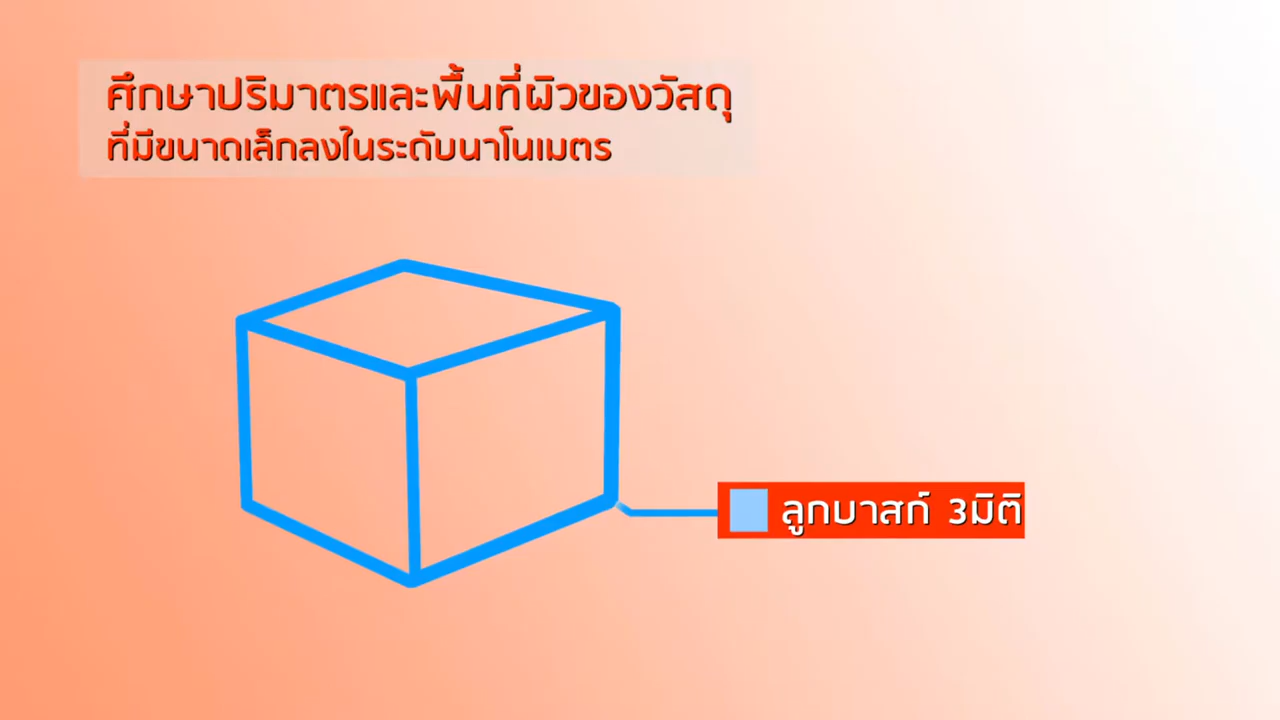 ศึกษาปริมาตรและพื้นที่ผิวของวัสดุ
ที่มีขนาดเล็กลงในระดับนาโนเมตร
ลูกบาสก์ 3มิติ